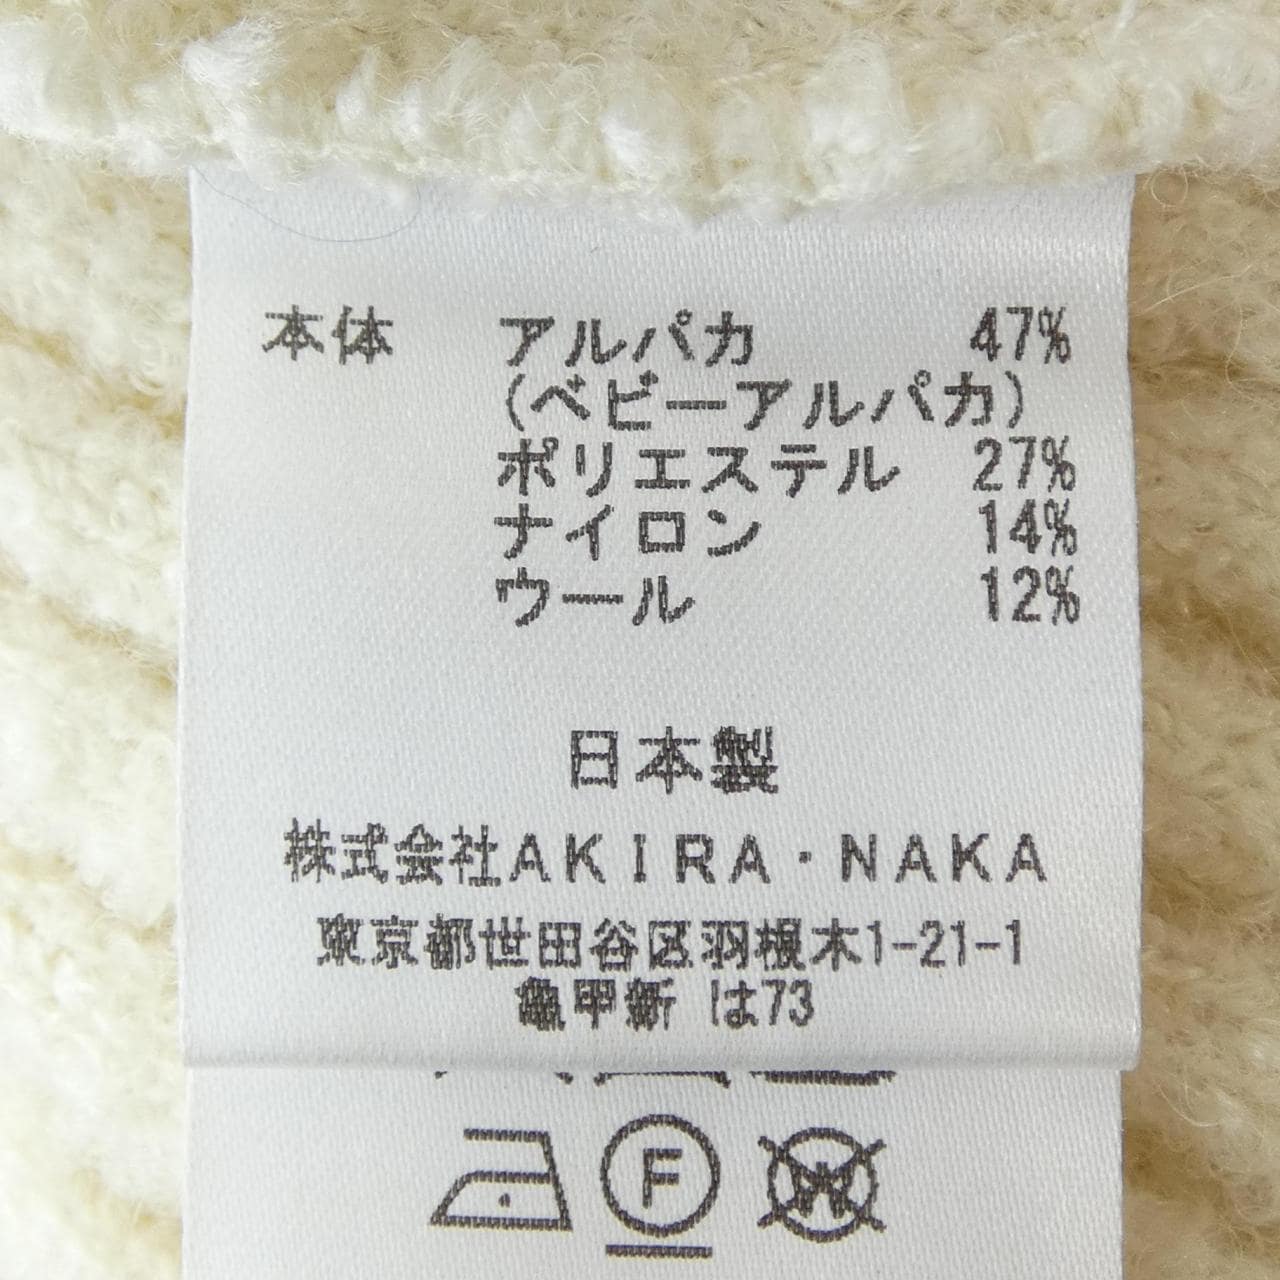 本体 アルパカ 47%
(ベビーアルパカ)
ポリエステル 27%
ナイロン 14%
ウール 12%
日本製
株式会社AKIRA・NAKA
東京都世田谷区羽根木1-21-1
亀甲新 は73
F
W